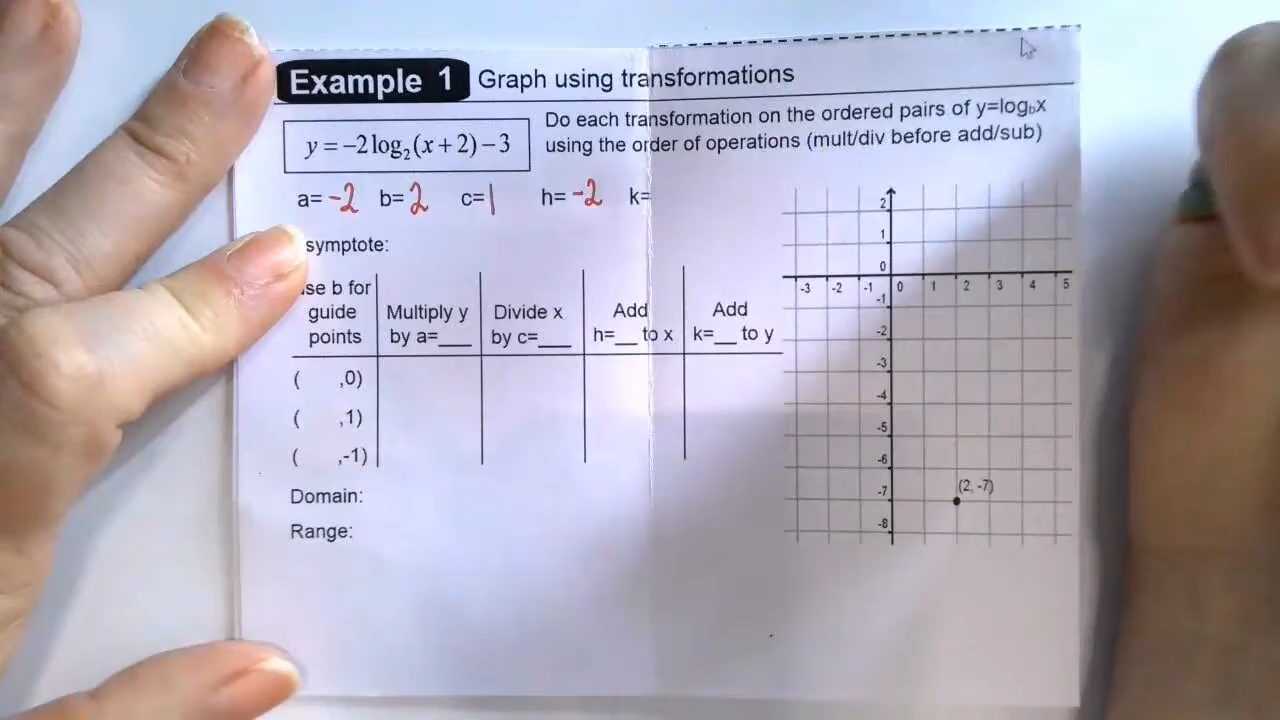 Example 1 Graph using transformations
y=-2log₂(x+2)-3
Do each transformation on the ordered pairs of y=log_bx
using the order of operations (mult/div before add/sub)
a= -2 b= 2 c= 1 h= -2 k=
symptote:
se b for
guide
points
Multiply y
by a=___
Divide x
by c=___
Add
h=__ to x
Add
k=__ to y
( ,0)
( ,1)
( ,-1)
Domain:
Range:
2
1
0
-3 -2 -1 0 1 2 3 4 5
-1
-2
-3
-4
-5
-6
-7
(2, -7)
-8